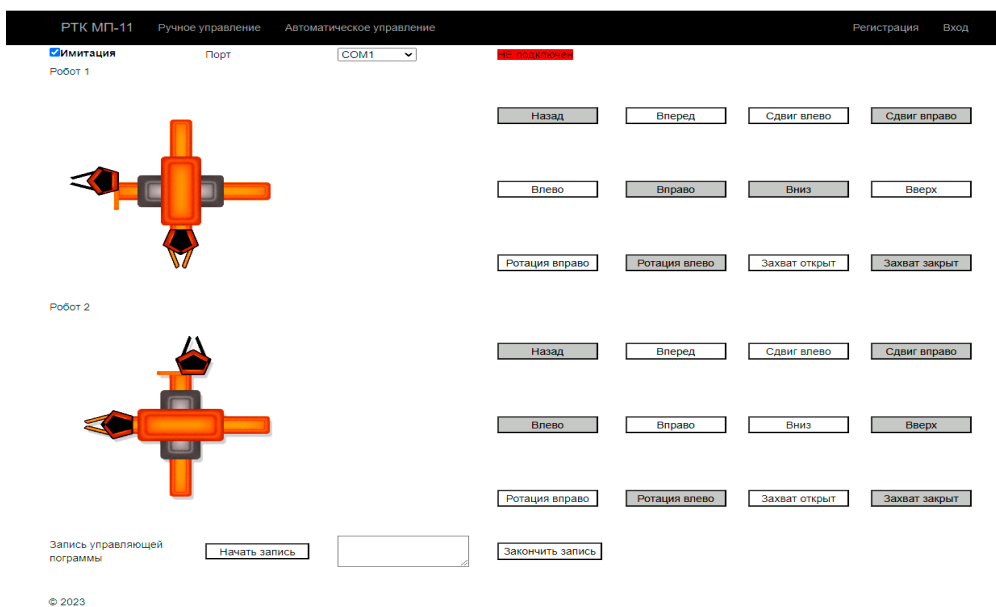 РТК МП-11 Ручное управление Автоматическое управление Регистрация Вход
Имитация Порт COM1 НЕ подключен
Робот 1
Назад Вперед Сдвиг влево Сдвиг вправо
Влево Вправо Вниз Вверх
Ротация вправо Ротация влево Захват открыт Захват закрыт
Робот 2
Назад Вперед Сдвиг влево Сдвиг вправо
Влево Вправо Вниз Вверх
Ротация вправо Ротация влево Захват открыт Захват закрыт
Запись управляющей
пограммы Начать запись Закончить запись
© 2023